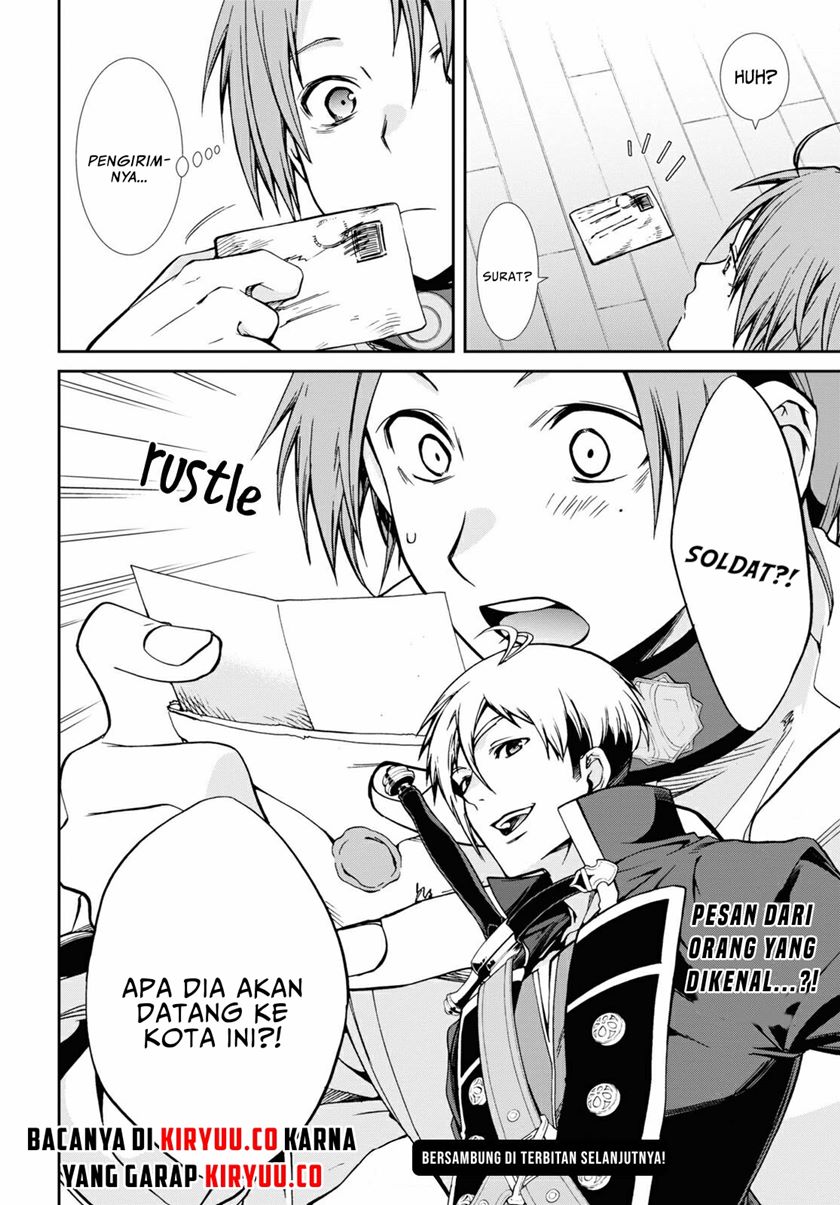 HUH?
SURAT?
PENGIRIM-
NYA...
rustle
SOLDAT?!
APA DIA AKAN
DATANG KE
KOTA INI?!
PESAN DARI
ORANG YANG
DIKENAL...?!
BACANYA DI KIRYUU.CO KARNA
YANG GARAP KIRYUU.CO
BERSAMBUNG DI TERBITAN SELANJUTNYA!